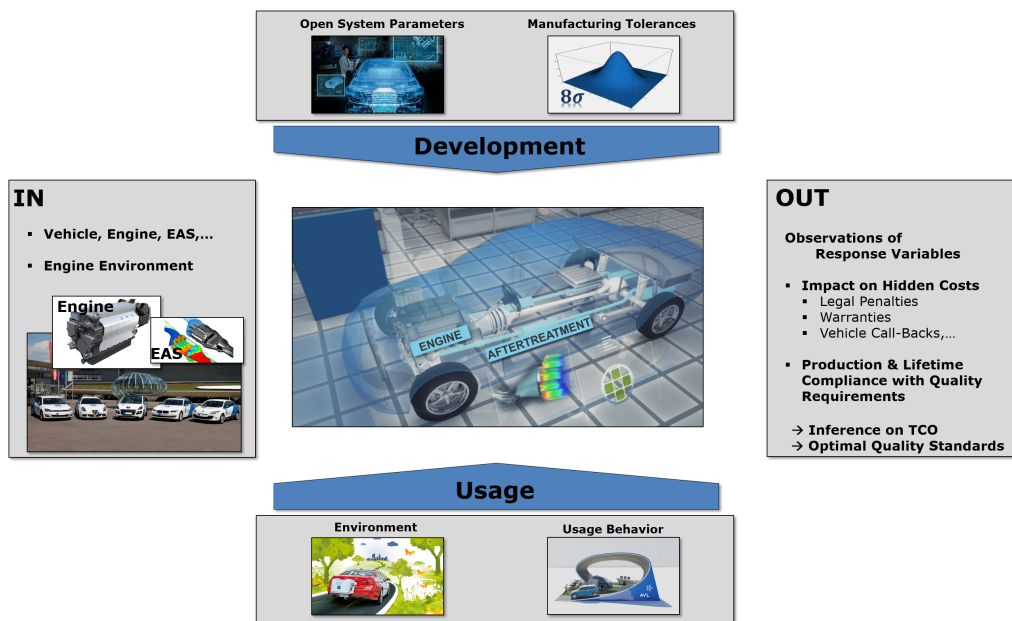 Open System Parameters
Manufacturing Tolerances
8σ
Development
IN
▪ Vehicle, Engine, EAS,...
▪ Engine Environment
Engine
EAS
ENGINE
AFTERTREATMENT
OUT
Observations of
Response Variables
▪ Impact on Hidden Costs
▪ Legal Penalties
▪ Warranties
▪ Vehicle Call-Backs,...
▪ Production & Lifetime
Compliance with Quality
Requirements
→ Inference on TCO
→ Optimal Quality Standards
Usage
Environment
Usage Behavior
AVL